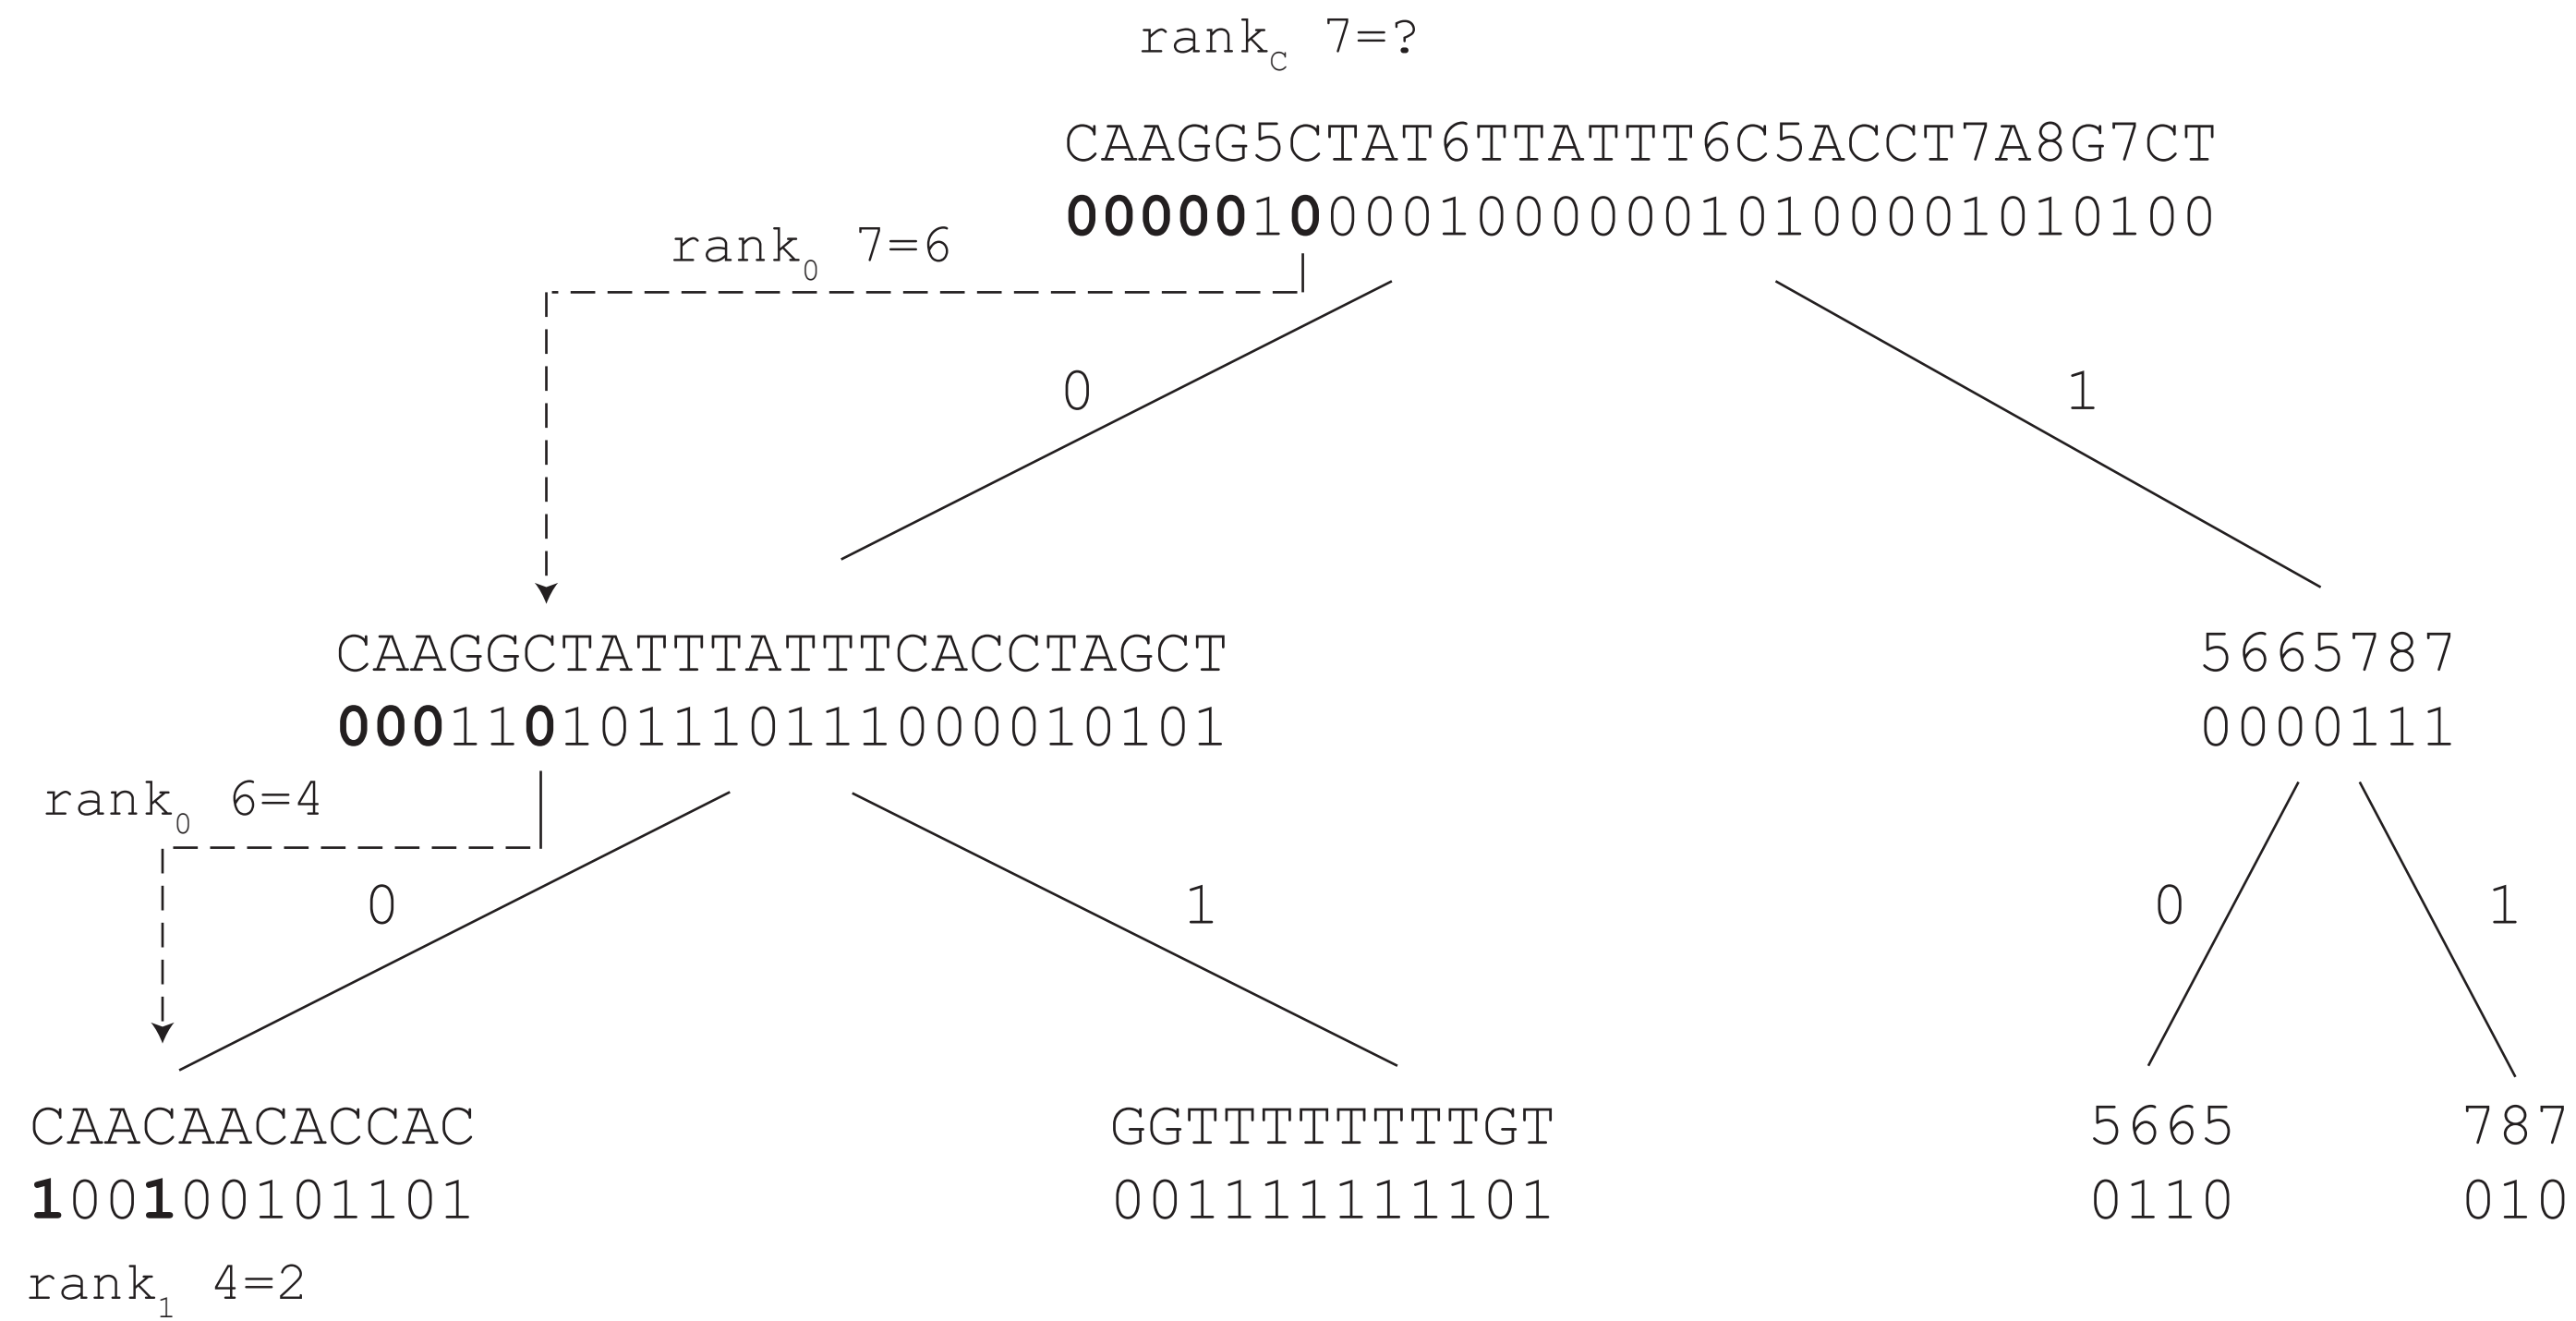 rank_C 7=?
CAAGG5CTAT6TTATTT6C5ACCT7A8G7CT
0000010000100000010100001010100
rank_0 7=6
0
1
CAAGGCTATTTATTTCACCTAGCT
000110101110111000010101
5665787
0000111
rank_0 6=4
0
1
0
1
CAACAACACCAC
100100101101
GGTTTTTTTTGT
001111111101
5665
0110
787
010
rank_1 4=2